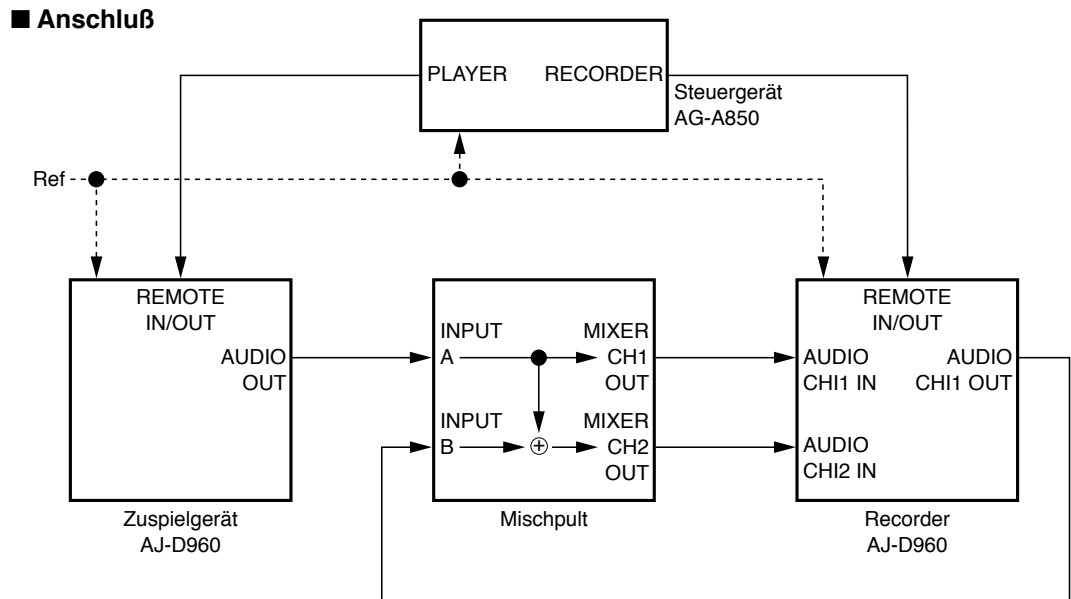 ■ Anschluß
PLAYER RECORDER
Steuergerät
AG-A850
Ref
REMOTE
IN/OUT
AUDIO
OUT
Zuspielgerät
AJ-D960
INPUT
A
MIXER
CH1
OUT
INPUT
B
MIXER
CH2
OUT
Mischpult
REMOTE
IN/OUT
AUDIO
CHI1 IN
AUDIO
CHI1 OUT
AUDIO
CHI2 IN
Recorder
AJ-D960